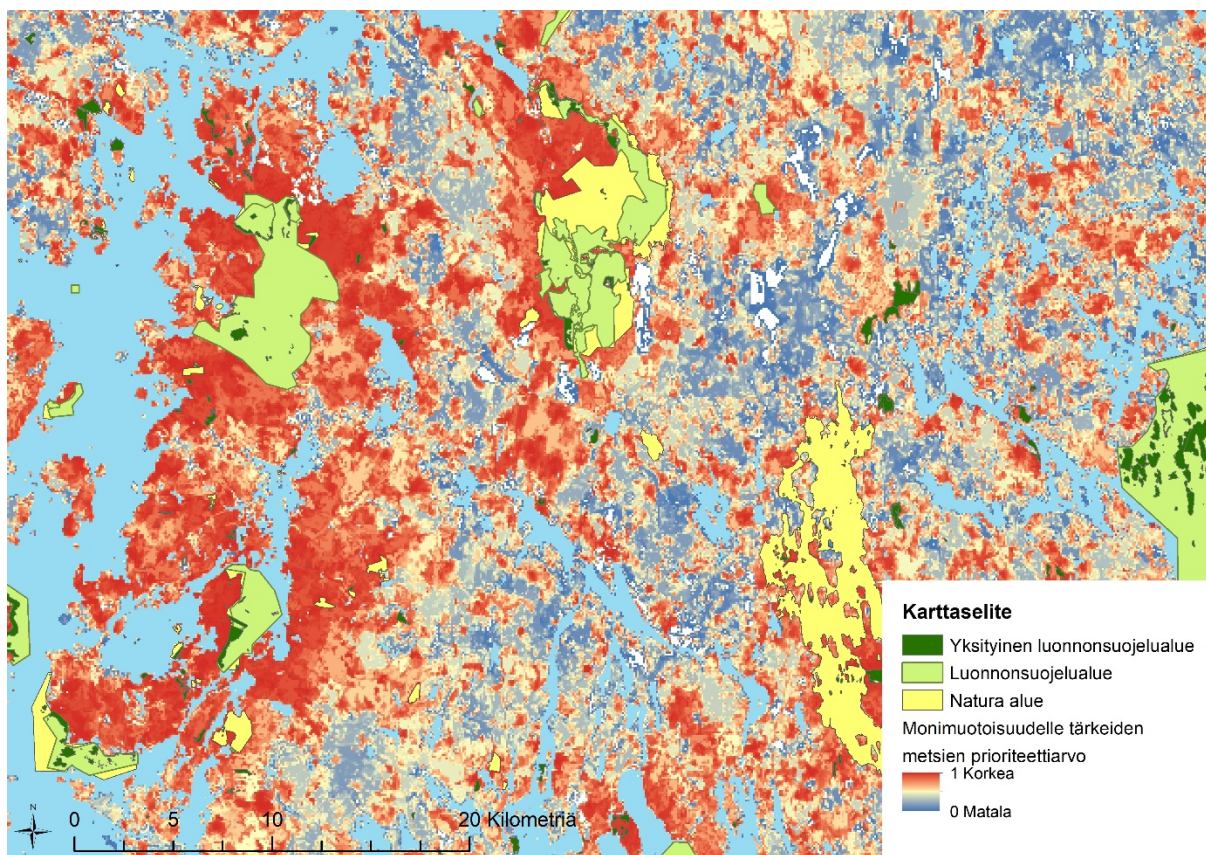 Karttaselite
Yksityinen luonnonsuojelualue
Luonnonsuojelualue
Natura alue
Monimuotoisuudelle tärkeiden
metsien prioriteettiarvo
1 Korkea
0 Matala
N
0 5 10 20 Kilometriä